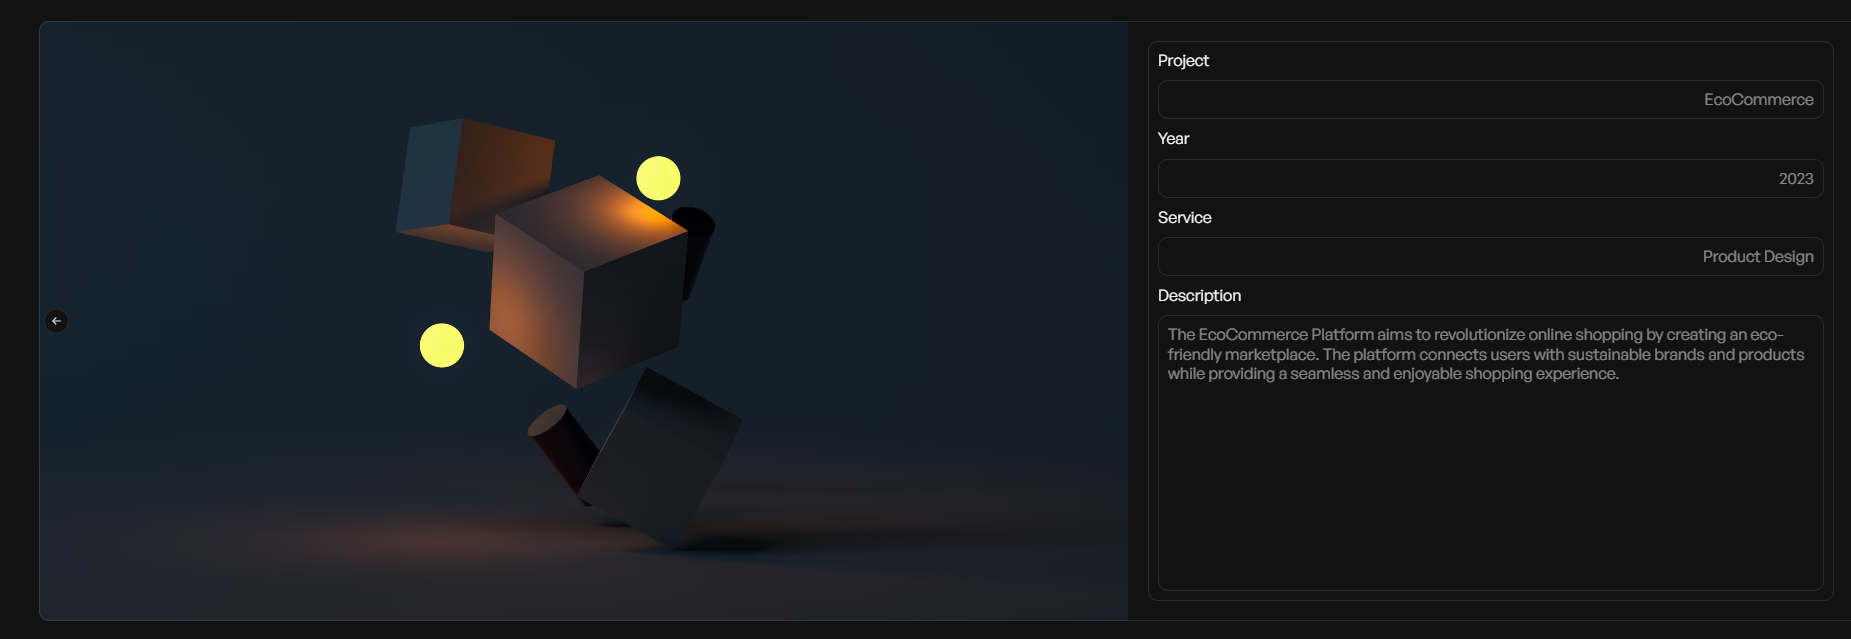 Project
EcoCommerce
Year
2023
Service
Product Design
Description
The EcoCommerce Platform aims to revolutionize online shopping by creating an eco-
friendly marketplace. The platform connects users with sustainable brands and products
while providing a seamless and enjoyable shopping experience.